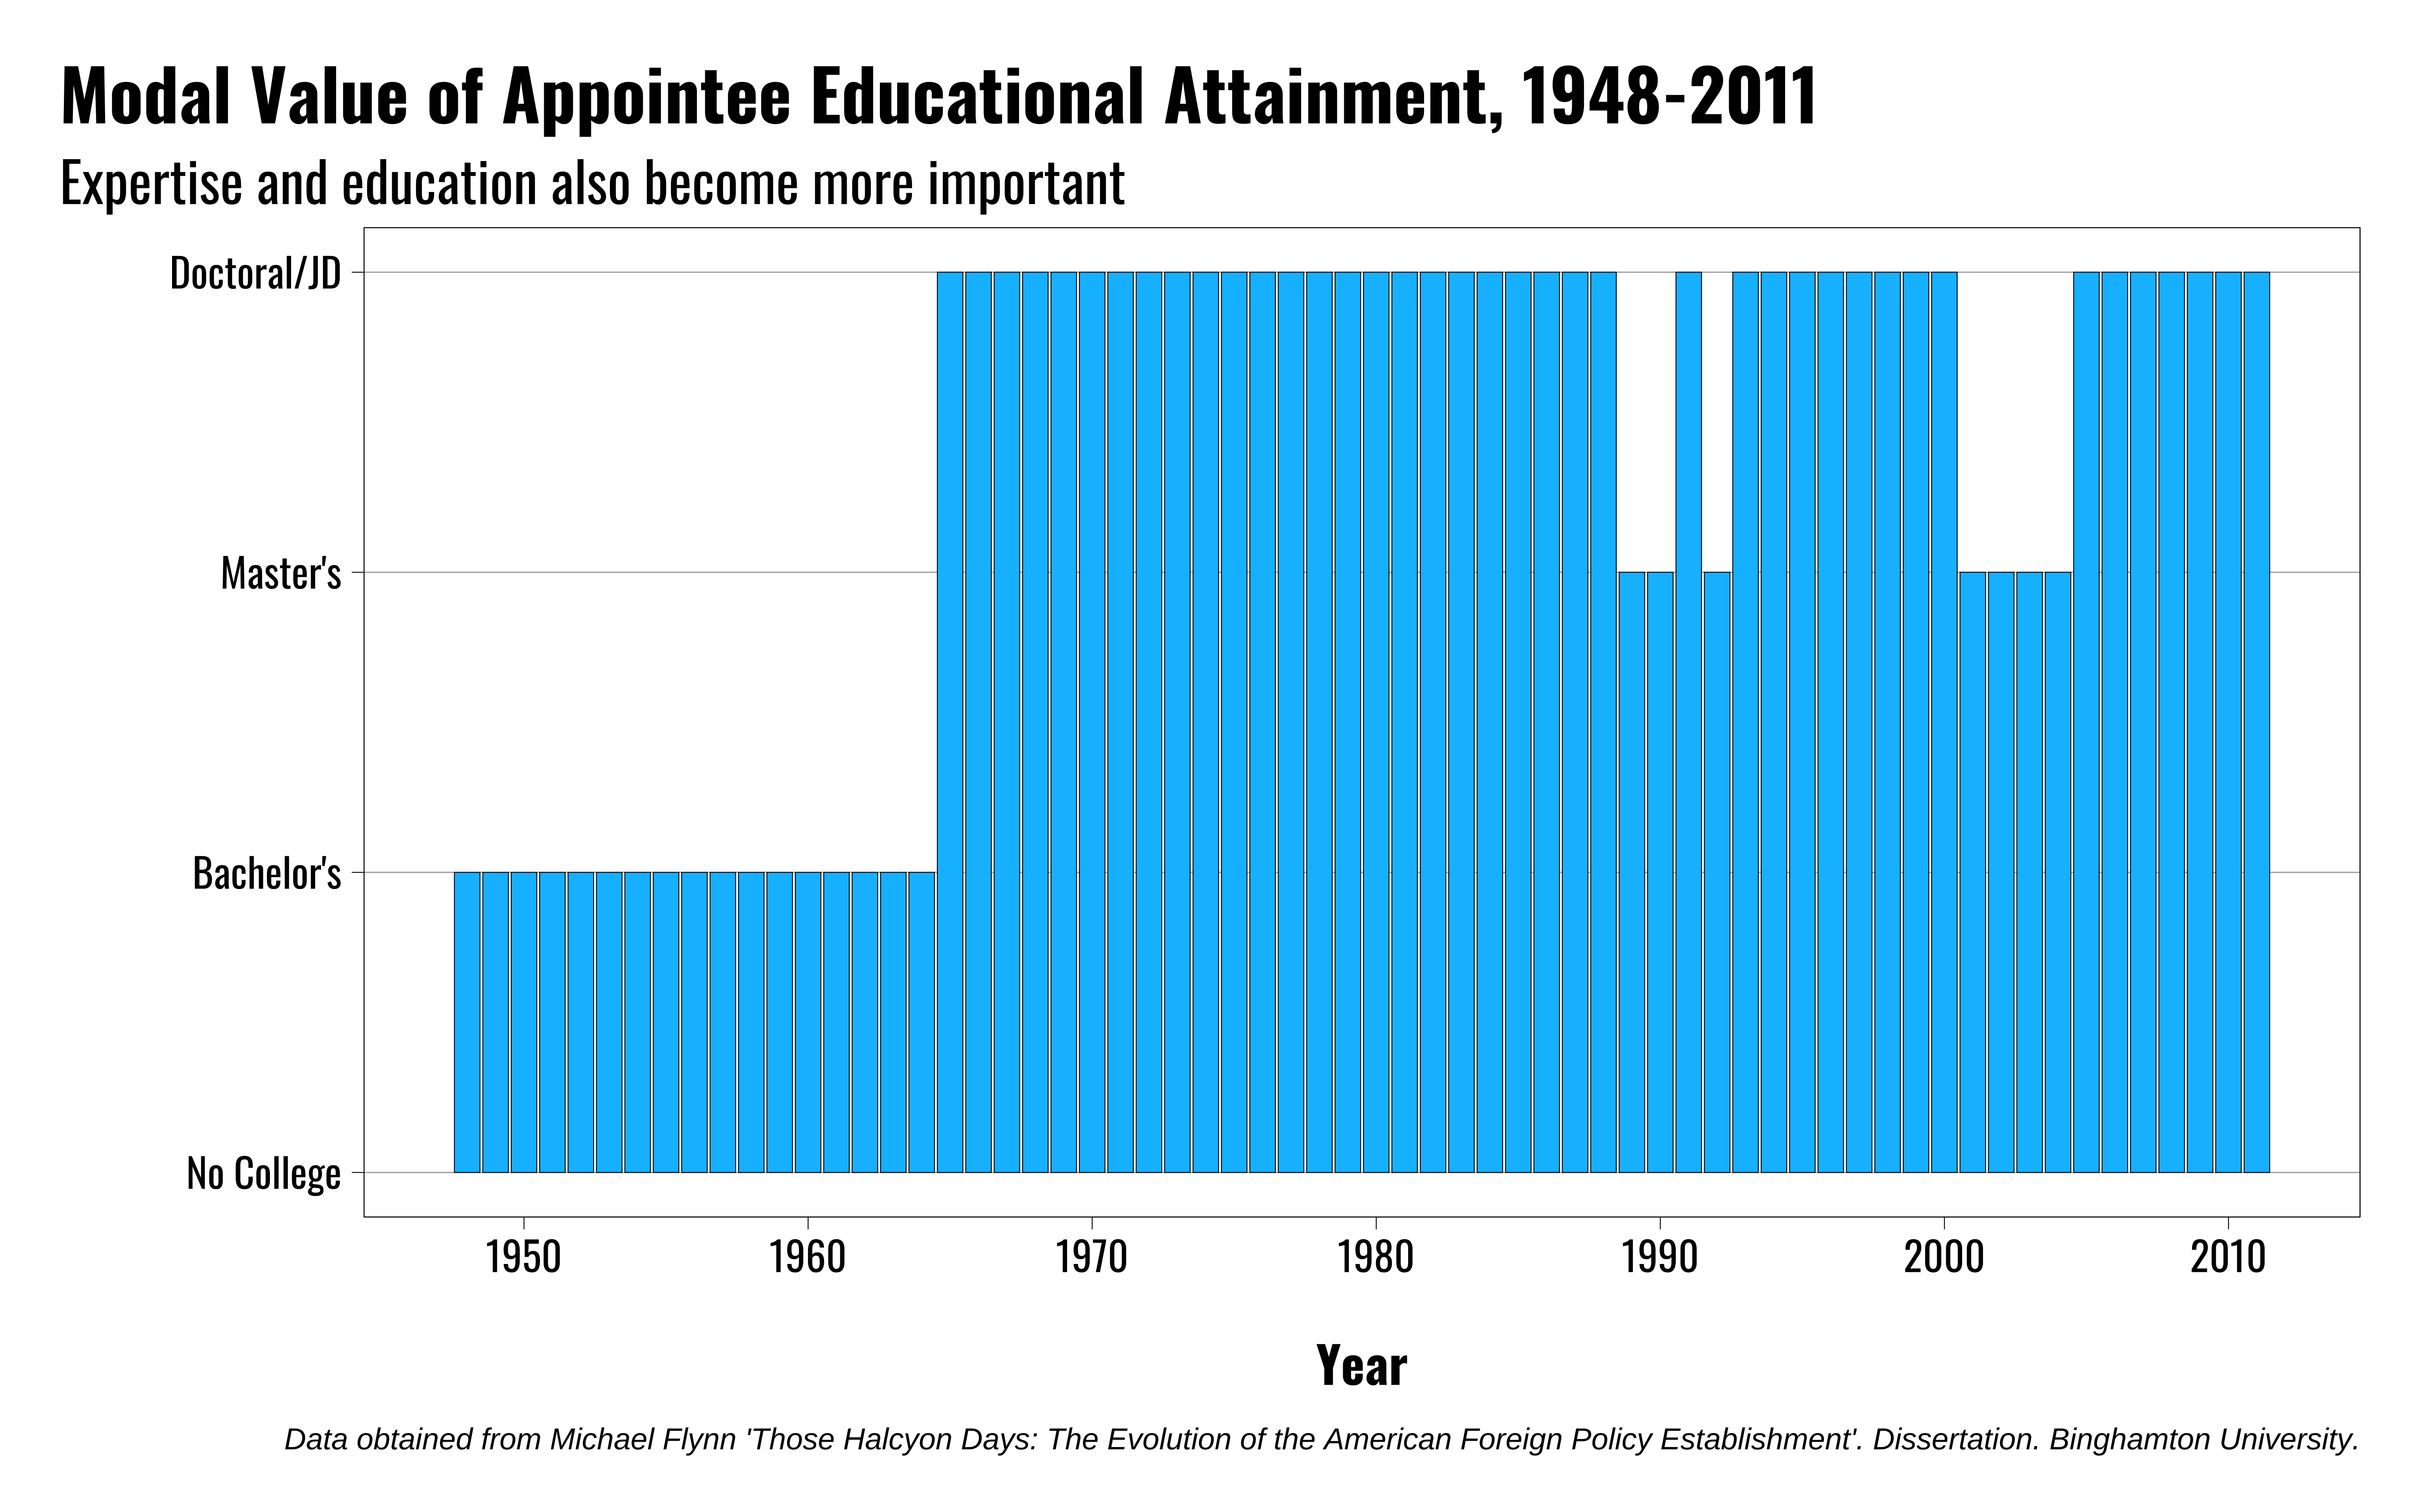 Modal Value of Appointee Educational Attainment, 1948-2011
Expertise and education also become more important
Doctoral/JD
Master's
Bachelor's
No College
1950 1960 1970 1980 1990 2000 2010
Year
Data obtained from Michael Flynn 'Those Halcyon Days: The Evolution of the American Foreign Policy Establishment'. Dissertation. Binghamton University.